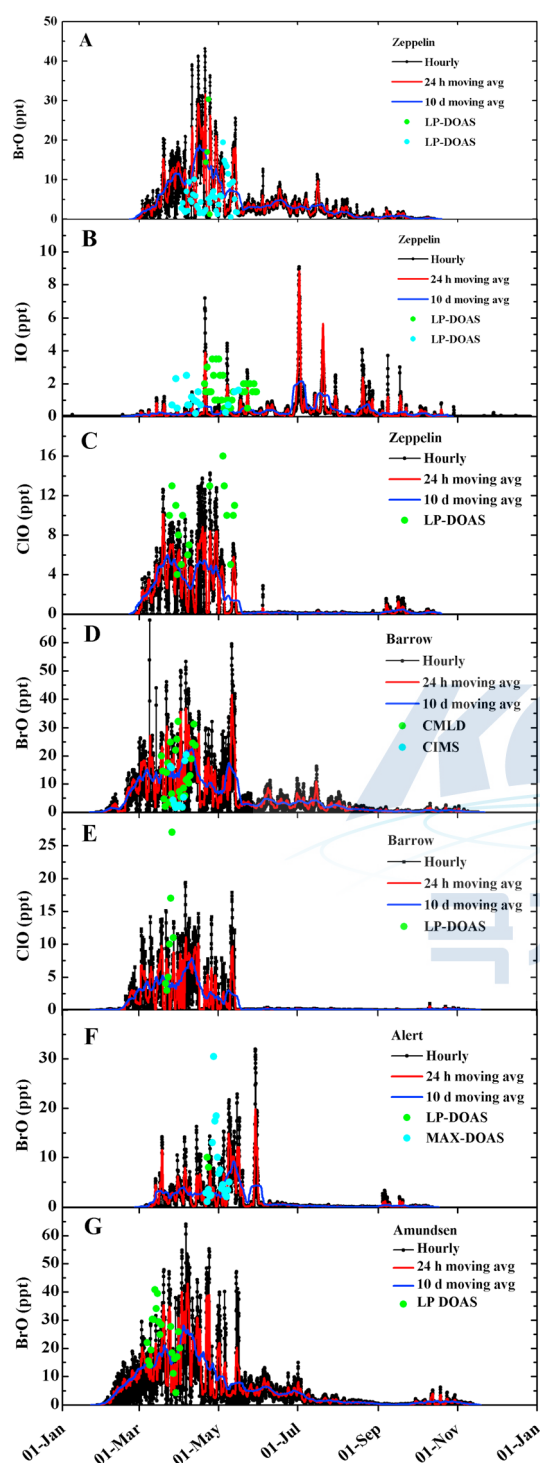 A
BrO (ppt)
50
40
30
20
10
0
Zeppelin
Hourly
24 h moving avg
10 d moving avg
LP-DOAS
LP-DOAS
B
IO (ppt)
10
8
6
4
2
0
Zeppelin
Hourly
24 h moving avg
10 d moving avg
LP-DOAS
LP-DOAS
C
ClO (ppt)
16
12
8
4
0
Zeppelin
Hourly
24 h moving avg
10 d moving avg
LP-DOAS
D
BrO (ppt)
60
50
40
30
20
10
0
Barrow
Hourly
24 h moving avg
10 d moving avg
CMLD
CIMS
E
ClO (ppt)
25
20
15
10
5
0
Barrow
Hourly
24 h moving avg
10 d moving avg
LP-DOAS
F
BrO (ppt)
30
20
10
0
Alert
Hourly
24 h moving avg
10 d moving avg
LP-DOAS
MAX-DOAS
G
BrO (ppt)
60
50
40
30
20
10
0
Amundsen
Hourly
24 h moving avg
10 d moving avg
LP DOAS
01-Jan
01-Mar
01-May
01-Jul
01-Sep
01-Nov
01-Jan